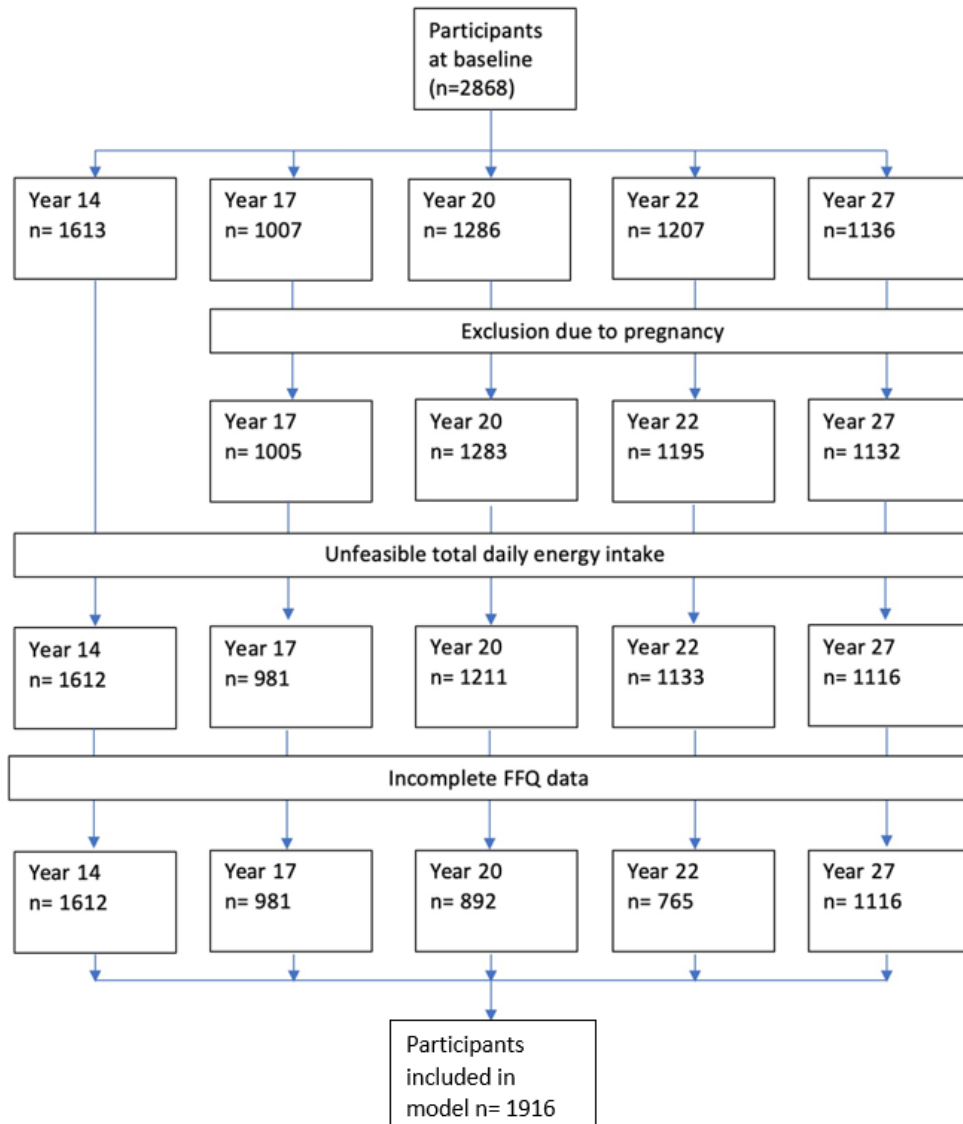 Participants
at baseline
(n=2868)
Year 14
n= 1613
Year 17
n= 1007
Year 20
n= 1286
Year 22
n= 1207
Year 27
n=1136
Exclusion due to pregnancy
Year 17
n= 1005
Year 20
n= 1283
Year 22
n= 1195
Year 27
n= 1132
Unfeasible total daily energy intake
Year 14
n= 1612
Year 17
n= 981
Year 20
n= 1211
Year 22
n= 1133
Year 27
n= 1116
Incomplete FFQ data
Year 14
n= 1612
Year 17
n= 981
Year 20
n= 892
Year 22
n= 765
Year 27
n= 1116
Participants
included in
model n= 1916